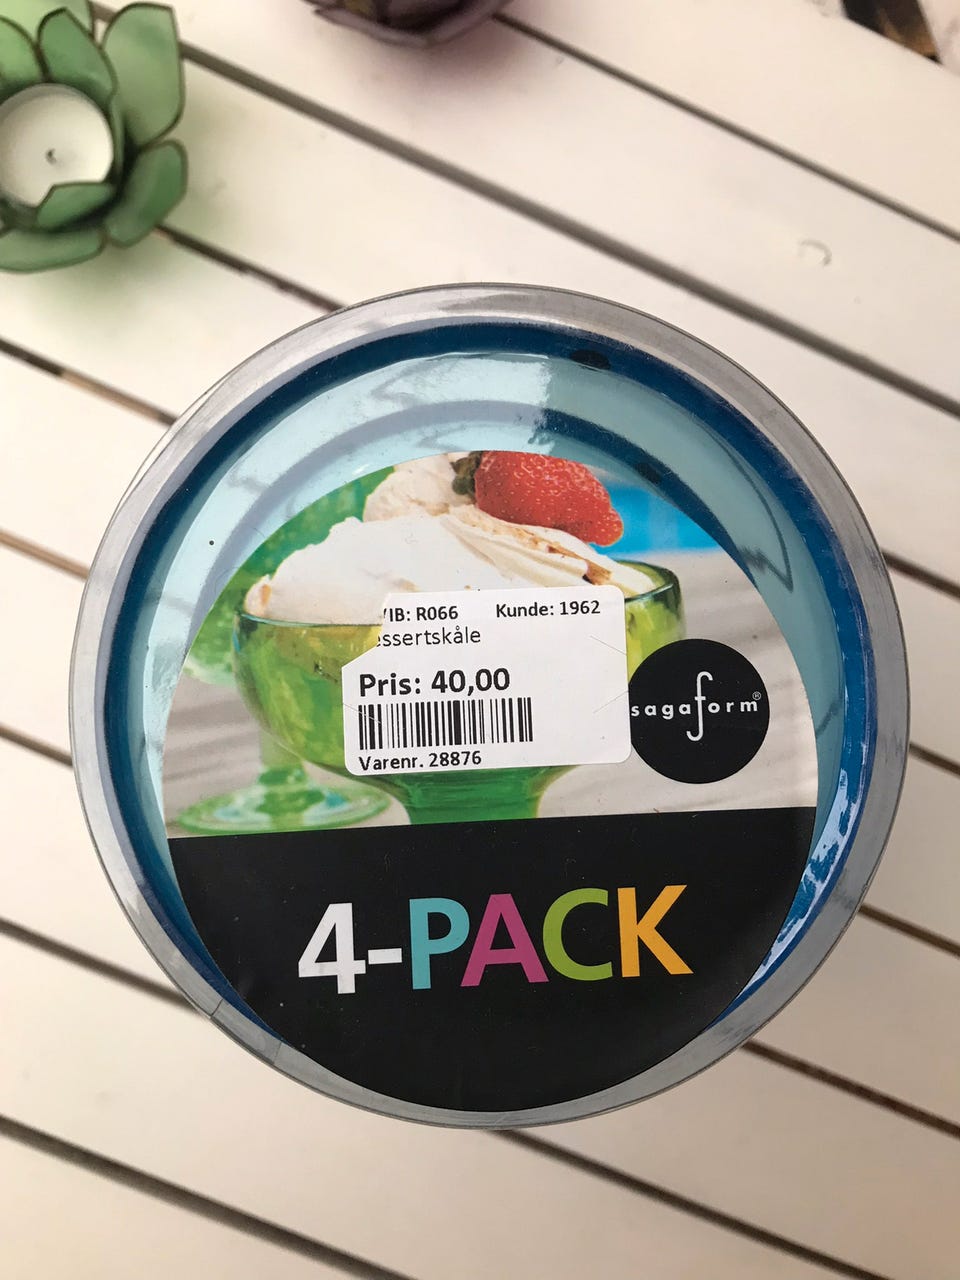 VIB: R066 Kunde: 1962
essertskåle
Pris: 40,00
Varenr. 28876
sagaform®
4-PACK